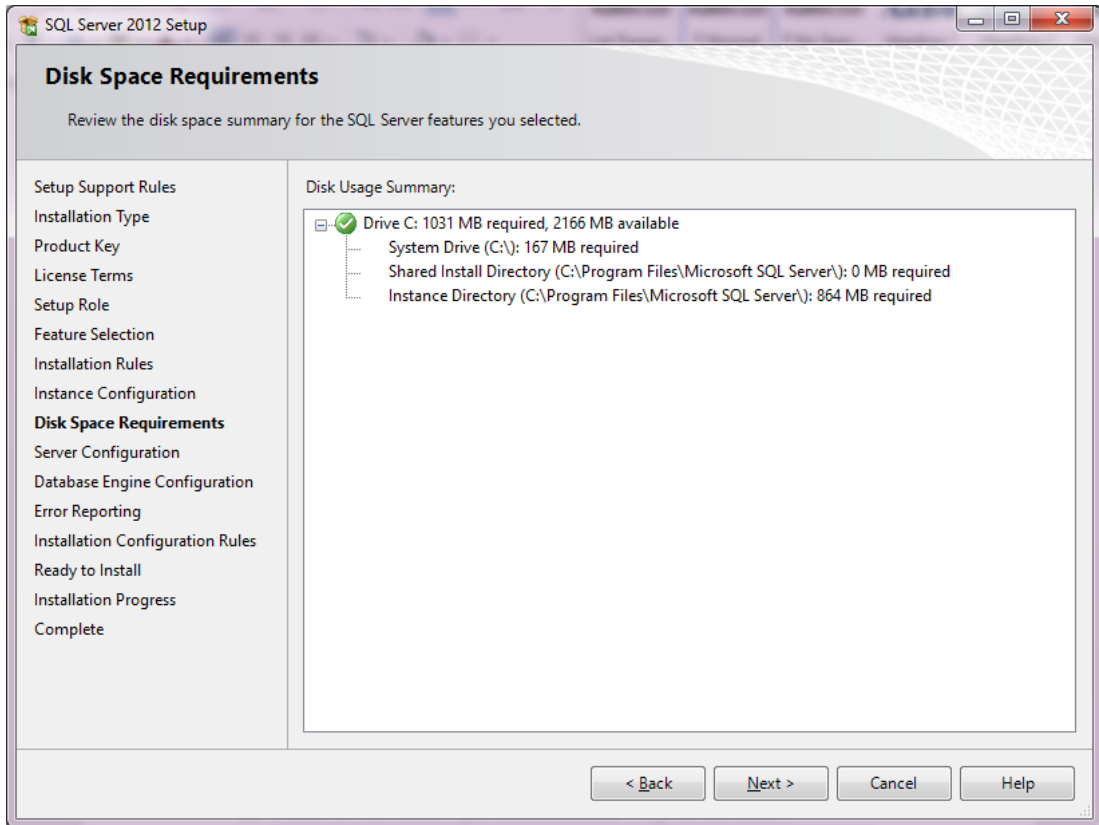 SQL Server 2012 Setup
Disk Space Requirements
Review the disk space summary for the SQL Server features you selected.
Setup Support Rules
Installation Type
Product Key
License Terms
Setup Role
Feature Selection
Installation Rules
Instance Configuration
Disk Space Requirements
Server Configuration
Database Engine Configuration
Error Reporting
Installation Configuration Rules
Ready to Install
Installation Progress
Complete
Disk Usage Summary:
Drive C: 1031 MB required, 2166 MB available
System Drive (C:\): 167 MB required
Shared Install Directory (C:\Program Files\Microsoft SQL Server\): 0 MB required
Instance Directory (C:\Program Files\Microsoft SQL Server\): 864 MB required
< Back
Next >
Cancel
Help